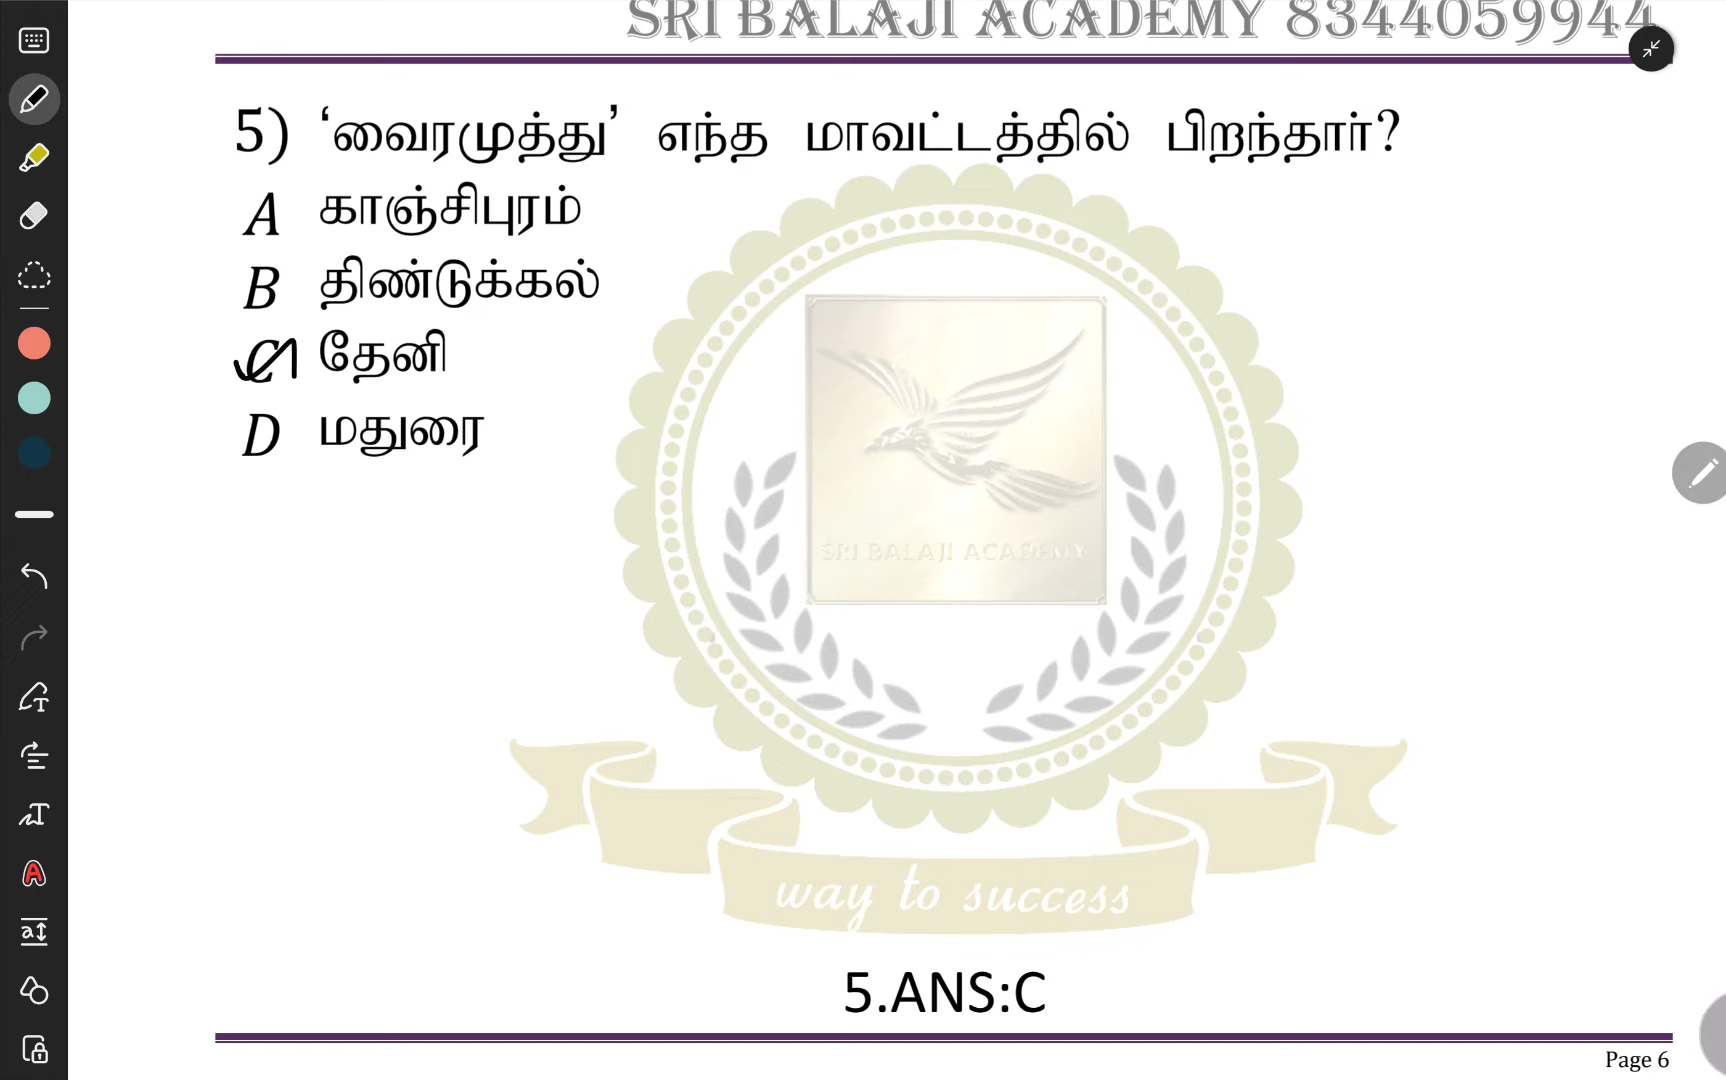 SRI BALAJI ACADEMY 8344059944
5) ‘வைரமுத்து’ எந்த மாவட்டத்தில் பிறந்தார்?
A காஞ்சிபுரம்
B திண்டுக்கல்
C தேனி
D மதுரை
SRI BALAJI ACADEMY
way to success
5.ANS:C
Page 6